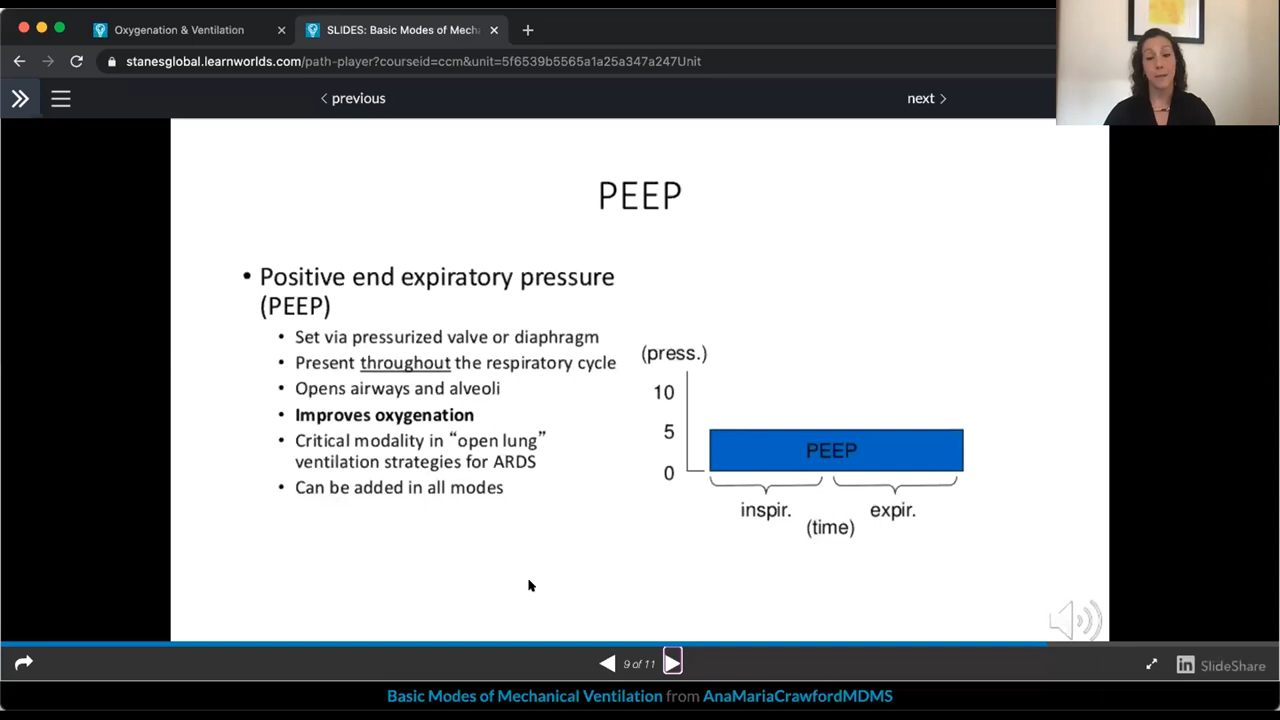 Oxygenation & Ventilation
SLIDES: Basic Modes of Mech
stanesglobal.learnworlds.com/path-player?courseid=ccm&unit=5f6539b5565a1a25a347a247Unit
previous
next
PEEP
• Positive end expiratory pressure
(PEEP)
• Set via pressurized valve or diaphragm
• Present throughout the respiratory cycle
• Opens airways and alveoli
• Improves oxygenation
• Critical modality in “open lung”
ventilation strategies for ARDS
• Can be added in all modes
(press.)
10
5
0
PEEP
inspir.
expir.
(time)
9 of 11
in SlideShare
Basic Modes of Mechanical Ventilation from AnaMariaCrawfordMDMS